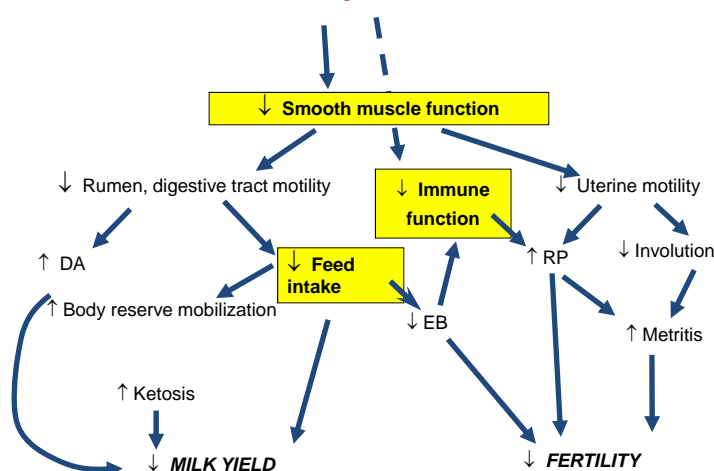 ↓ Smooth muscle function
↓ Rumen, digestive tract motility
↓ Immune
function
↓ Uterine motility
↑ DA
↓ Feed
intake
↑ RP
↓ Involution
↑ Body reserve mobilization
↓ EB
↑ Metritis
↑ Ketosis
↓ MILK YIELD
↓ FERTILITY